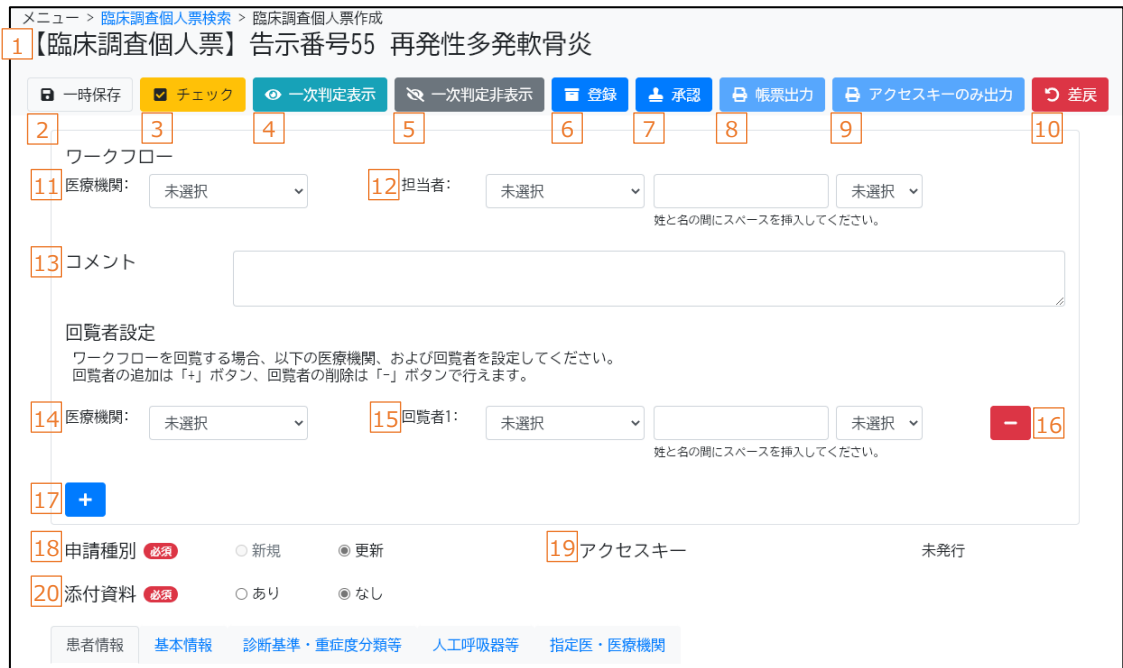 メニュー > 臨床調査個人票検索 > 臨床調査個人票作成
1 【臨床調査個人票】告示番号55 再発性多発軟骨炎
一時保存 チェック 一次判定表示 一次判定非表示 登録 承認 帳票出力 アクセスキーのみ出力 差戻
2 3 4 5 6 7 8 9 10
ワークフロー
11 医療機関: 未選択 12 担当者: 未選択 未選択
姓と名の間にスペースを挿入してください。
13 コメント
回覧者設定
ワークフローを回覧する場合、以下の医療機関、および回覧者を設定してください。
回覧者の追加は「+」ボタン、回覧者の削除は「-」ボタンで行えます。
14 医療機関: 未選択 15 回覧者1: 未選択 未選択 − 16
姓と名の間にスペースを挿入してください。
17 +
18 申請種別 必須 新規 更新 19 アクセスキー 未発行
20 添付資料 必須 あり なし
患者情報 基本情報 診断基準・重症度分類等 人工呼吸器等 指定医・医療機関